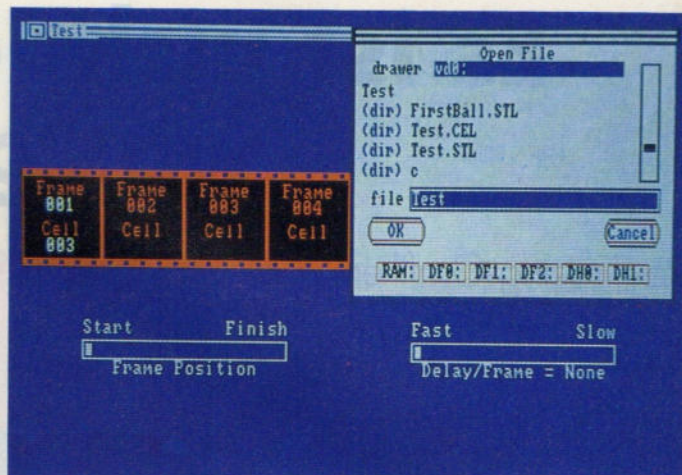 Test
Open File
drawer vd0:
Test
(dir) FirstBall.STL
(dir) Test.CEL
(dir) Test.STL
(dir) c
file Test
OK Cancel
RAM: DF0: DF1: DF2: DH0: DH1:
Frame 001 Cell 003
Frame 002 Cell
Frame 003 Cell
Frame 004 Cell
Start Finish
Frame Position
Fast Slow
Delay/Frame = None